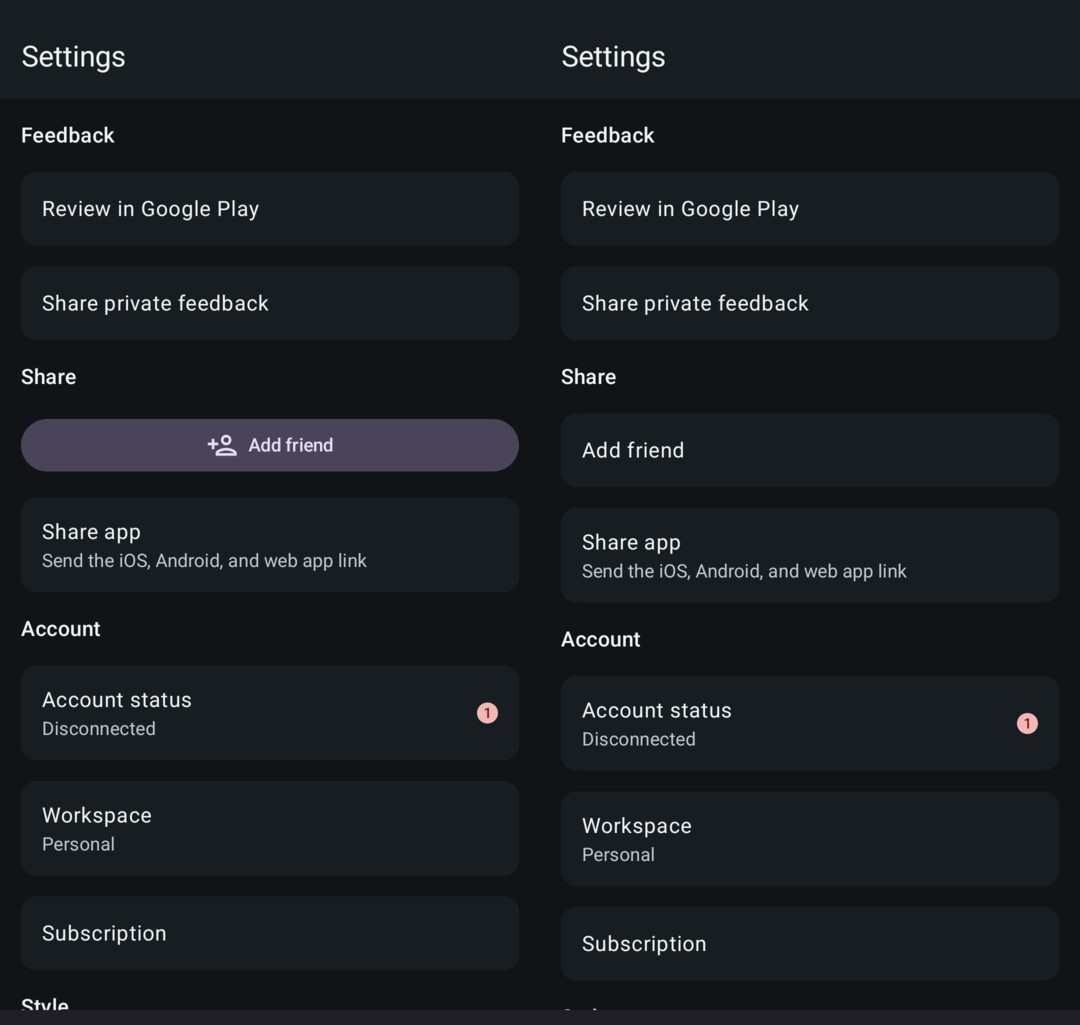 Settings
Feedback
Review in Google Play
Share private feedback
Share
Add friend
Share app
Send the iOS, Android, and web app link
Account
Account status
Disconnected
1
Workspace
Personal
Subscription
Style
Settings
Feedback
Review in Google Play
Share private feedback
Share
Add friend
Share app
Send the iOS, Android, and web app link
Account
Account status
Disconnected
1
Workspace
Personal
Subscription